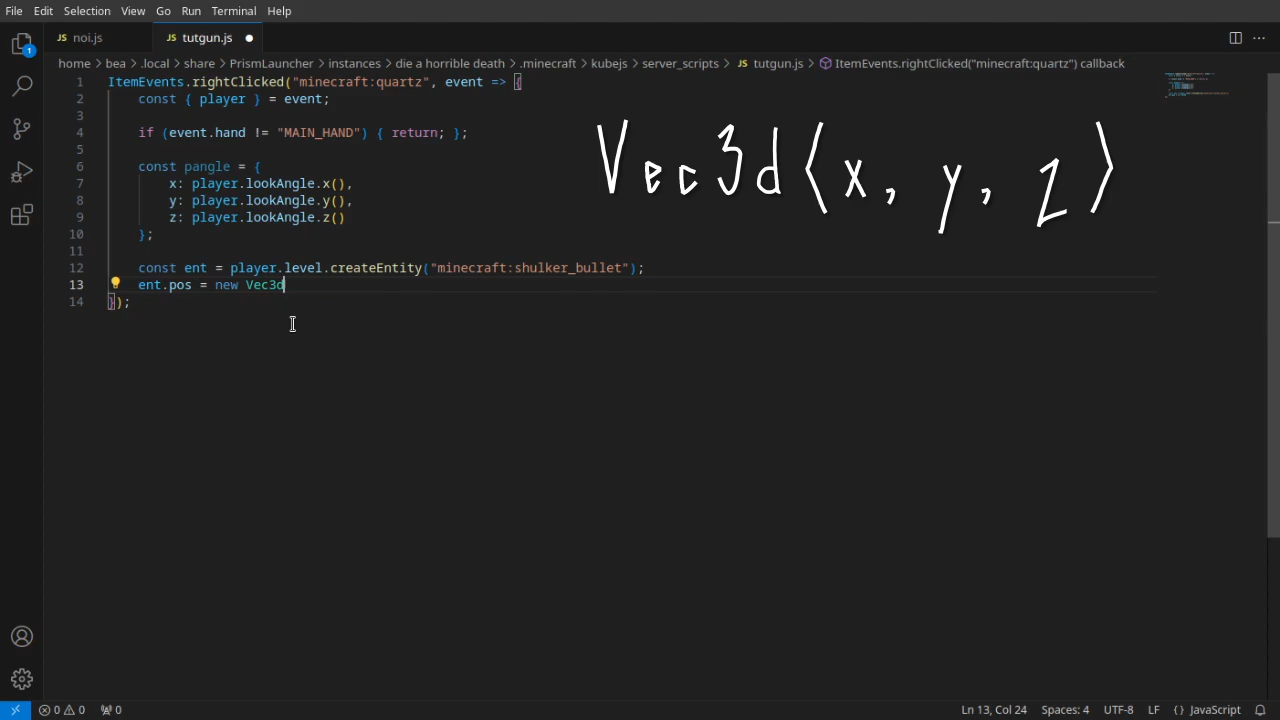 File Edit Selection View Go Run Terminal Help
JS noi.js JS tutgun.js
home > bea > .local > share > PrismLauncher > instances > die a horrible death > .minecraft > kubejs > server_scripts > JS tutgun.js > ItemEvents.rightClicked("minecraft:quartz") callback
1 ItemEvents.rightClicked("minecraft:quartz", event => {
2 const { player } = event;
3
4 if (event.hand != "MAIN_HAND") { return; };
5
6 const pangle = {
7 x: player.lookAngle.x(),
8 y: player.lookAngle.y(),
9 z: player.lookAngle.z()
10 };
11
12 const ent = player.level.createEntity("minecraft:shulker_bullet");
13 ent.pos = new Vec3d
14 });
Vec3d(x, y, z)
1
0 0 0 Ln 13, Col 24 Spaces: 4 UTF-8 LF {} JavaScript